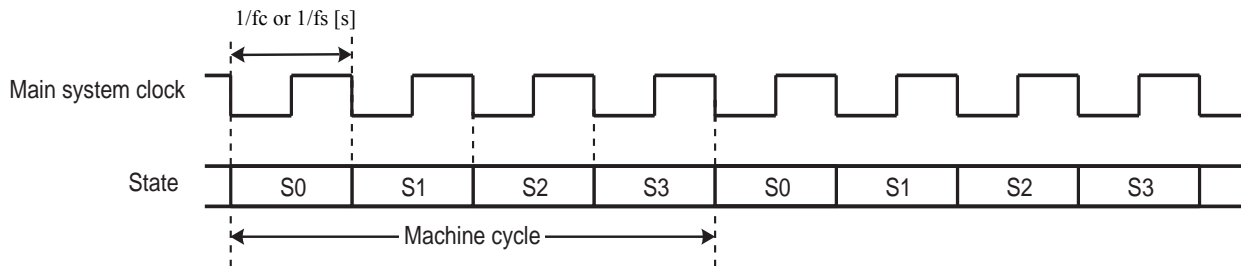 1/fc or 1/fs [s]
Main system clock
State S0 S1 S2 S3 S0 S1 S2 S3
Machine cycle